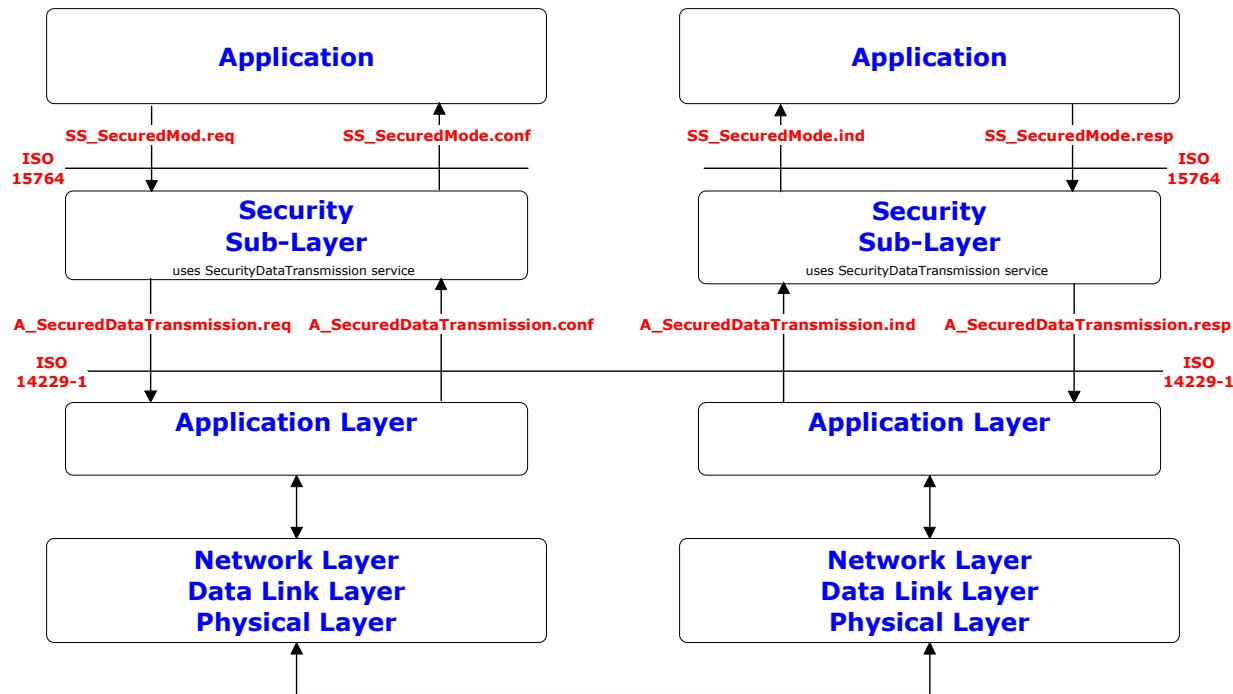 Application
Application
SS_SecuredMod.req
SS_SecuredMode.conf
SS_SecuredMode.ind
SS_SecuredMode.resp
ISO
15764
ISO
15764
Security
Sub-Layer
uses SecurityDataTransmission service
Security
Sub-Layer
uses SecurityDataTransmission service
A_SecuredDataTransmission.req
A_SecuredDataTransmission.conf
A_SecuredDataTransmission.ind
A_SecuredDataTransmission.resp
ISO
14229-1
ISO
14229-1
Application Layer
Application Layer
Network Layer
Data Link Layer
Physical Layer
Network Layer
Data Link Layer
Physical Layer